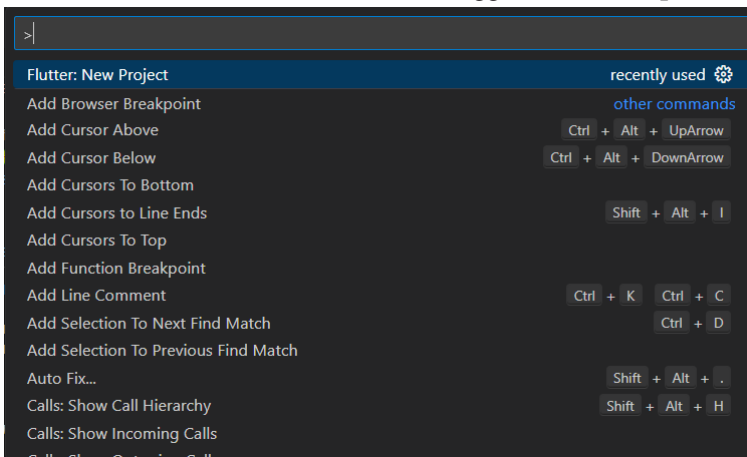 >
Flutter: New Project recently used
Add Browser Breakpoint other commands
Add Cursor Above Ctrl + Alt + UpArrow
Add Cursor Below Ctrl + Alt + DownArrow
Add Cursors To Bottom
Add Cursors to Line Ends Shift + Alt + I
Add Cursors To Top
Add Function Breakpoint
Add Line Comment Ctrl + K Ctrl + C
Add Selection To Next Find Match Ctrl + D
Add Selection To Previous Find Match
Auto Fix... Shift + Alt + .
Calls: Show Call Hierarchy Shift + Alt + H
Calls: Show Incoming Calls